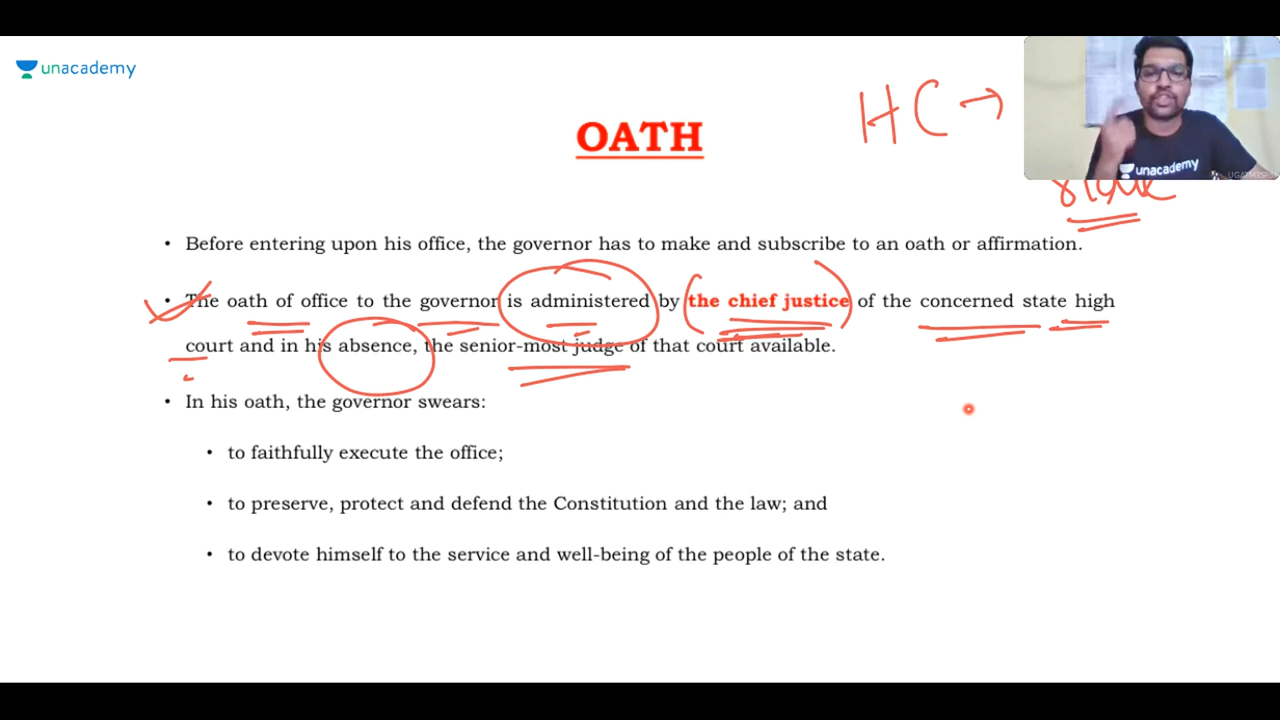 unacademy
HC →
OATH
unacademy
state
• Before entering upon his office, the governor has to make and subscribe to an oath or affirmation.
• The oath of office to the governor is administered by the chief justice of the concerned state high
court and in his absence, the senior-most judge of that court available.
• In his oath, the governor swears:
• to faithfully execute the office;
• to preserve, protect and defend the Constitution and the law; and
• to devote himself to the service and well-being of the people of the state.